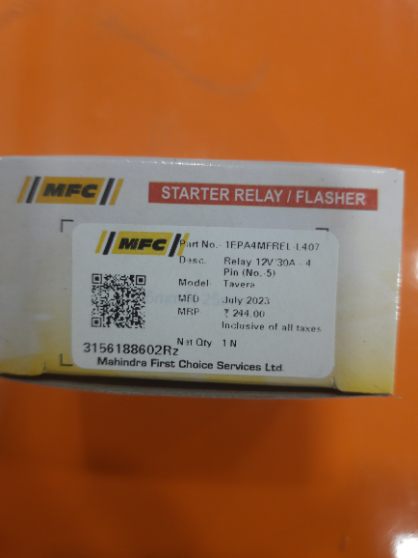 MFC
STARTER RELAY / FLASHER
MFC
Part No.- 1EPA4MFREL L407
Desc. Relay 12V 30A - 4
Pin (No.-5)
Model Tavera
MFD July 2023
MRP ₹ 244.00
Inclusive of all taxes
Net Qty 1 N
3156188602Rz
Mahindra First Choice Services Ltd.